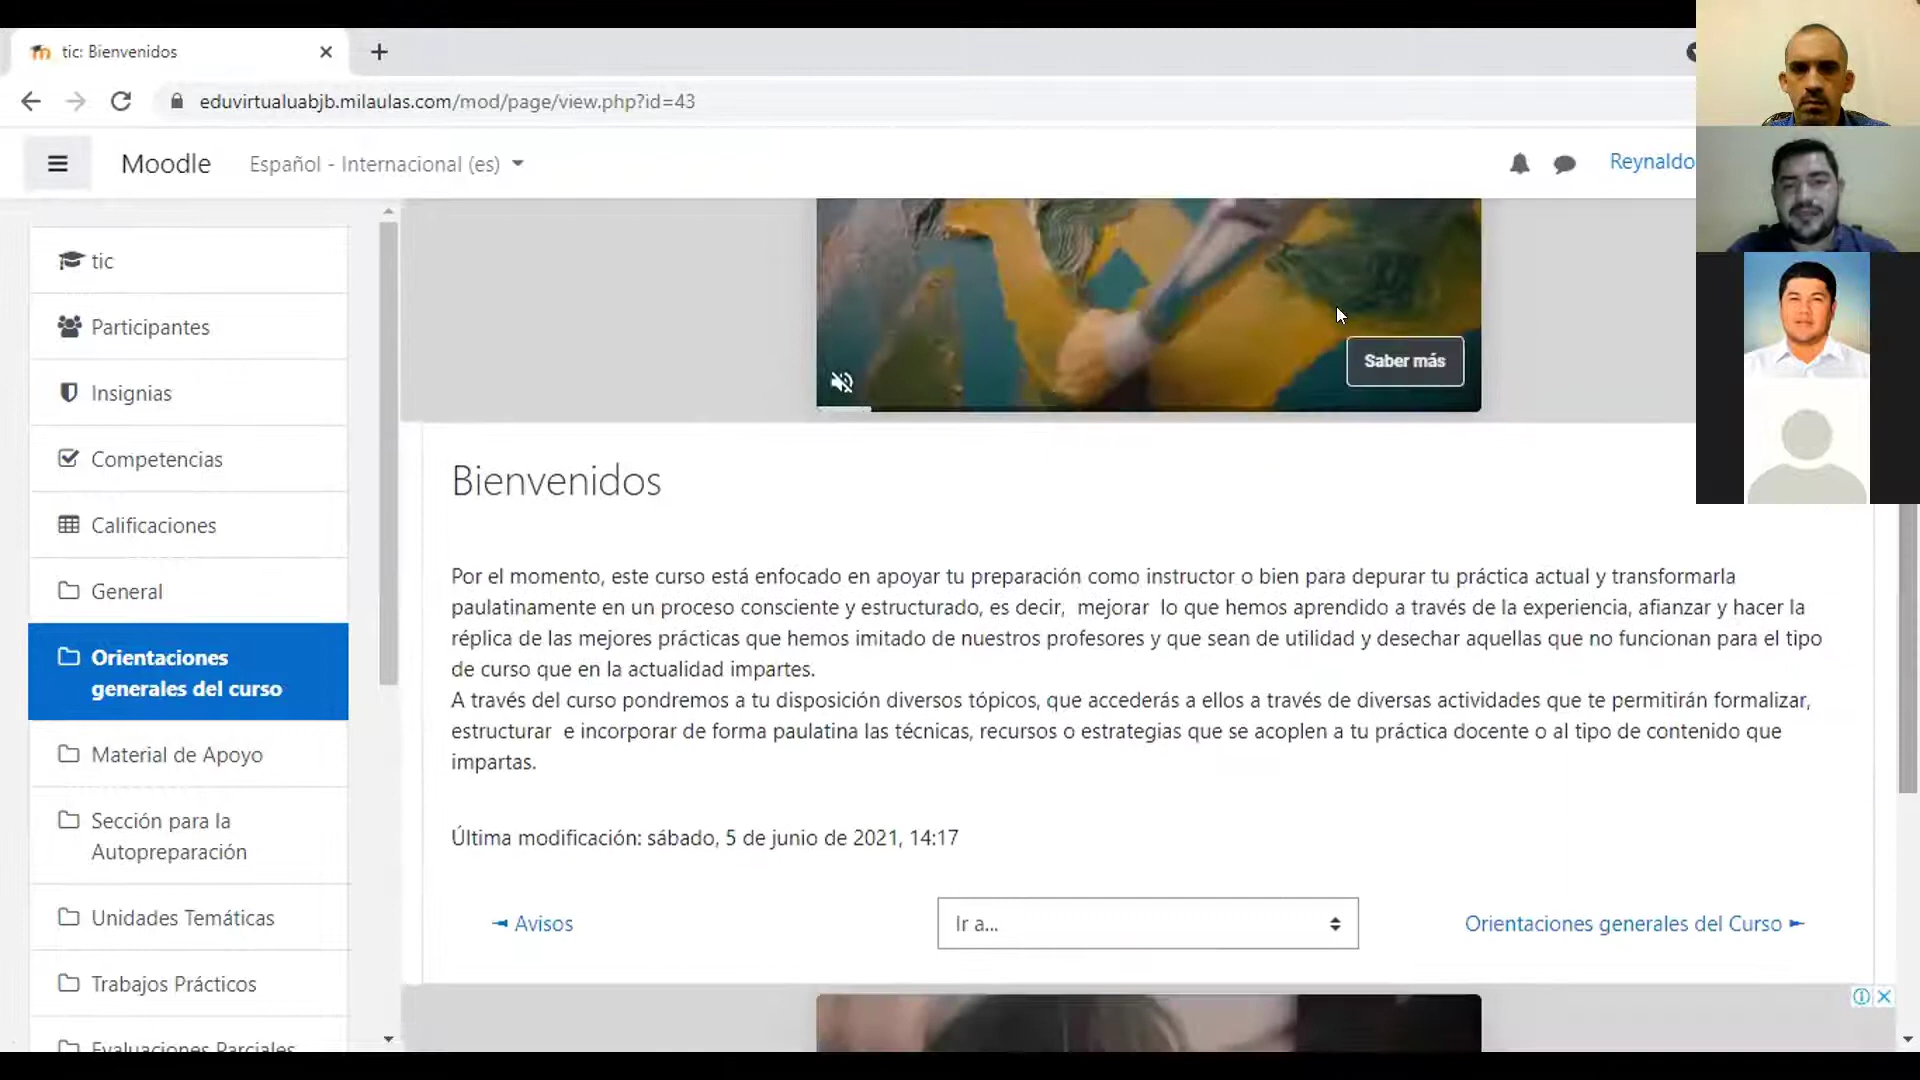 tic: Bienvenidos
eduvirtualuabjb.milaulas.com/mod/page/view.php?id=43
Moodle
Español - Internacional (es)
Reynaldo
tic
Participantes
Insignias
Competencias
Calificaciones
General
Orientaciones
generales del curso
Material de Apoyo
Sección para la
Autopreparación
Unidades Temáticas
Trabajos Prácticos
Evaluaciones Parciales
Saber más
Bienvenidos
Por el momento, este curso está enfocado en apoyar tu preparación como instructor o bien para depurar tu práctica actual y transformarla
paulatinamente en un proceso consciente y estructurado, es decir,  mejorar  lo que hemos aprendido a través de la experiencia, afianzar y hacer la
réplica de las mejores prácticas que hemos imitado de nuestros profesores y que sean de utilidad y desechar aquellas que no funcionan para el tipo
de curso que en la actualidad impartes.
A través del curso pondremos a tu disposición diversos tópicos, que accederás a ellos a través de diversas actividades que te permitirán formalizar,
estructurar  e incorporar de forma paulatina las técnicas, recursos o estrategias que se acoplen a tu práctica docente o al tipo de contenido que
impartas.
Última modificación: sábado, 5 de junio de 2021, 14:17
◄ Avisos
Ir a...
Orientaciones generales del Curso ►